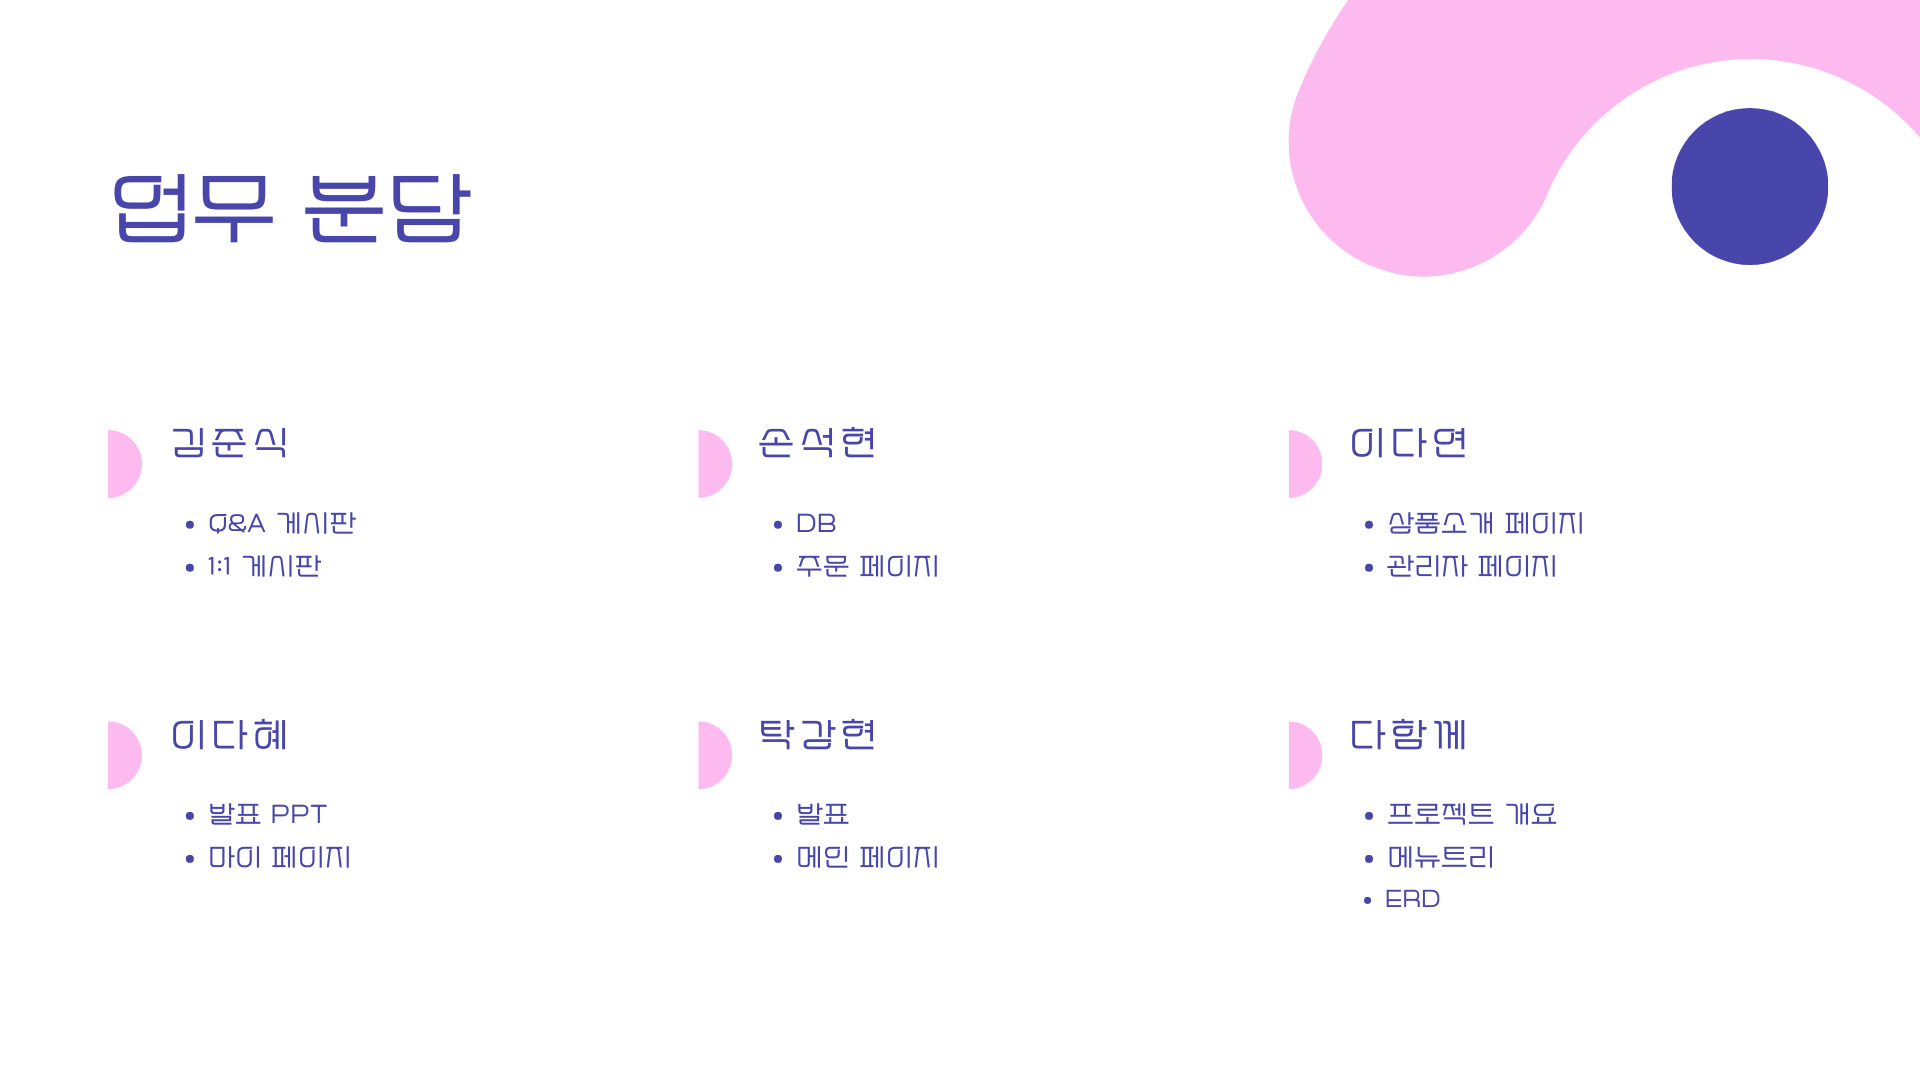 업무 분담
김준식
Q&A 게시판
1:1 게시판
손석현
DB
주문 페이지
이다연
상품소개 페이지
관리자 페이지
이다혜
발표 PPT
마이 페이지
탁강현
발표
메인 페이지
다함께
프로젝트 개요
메뉴트리
ERD